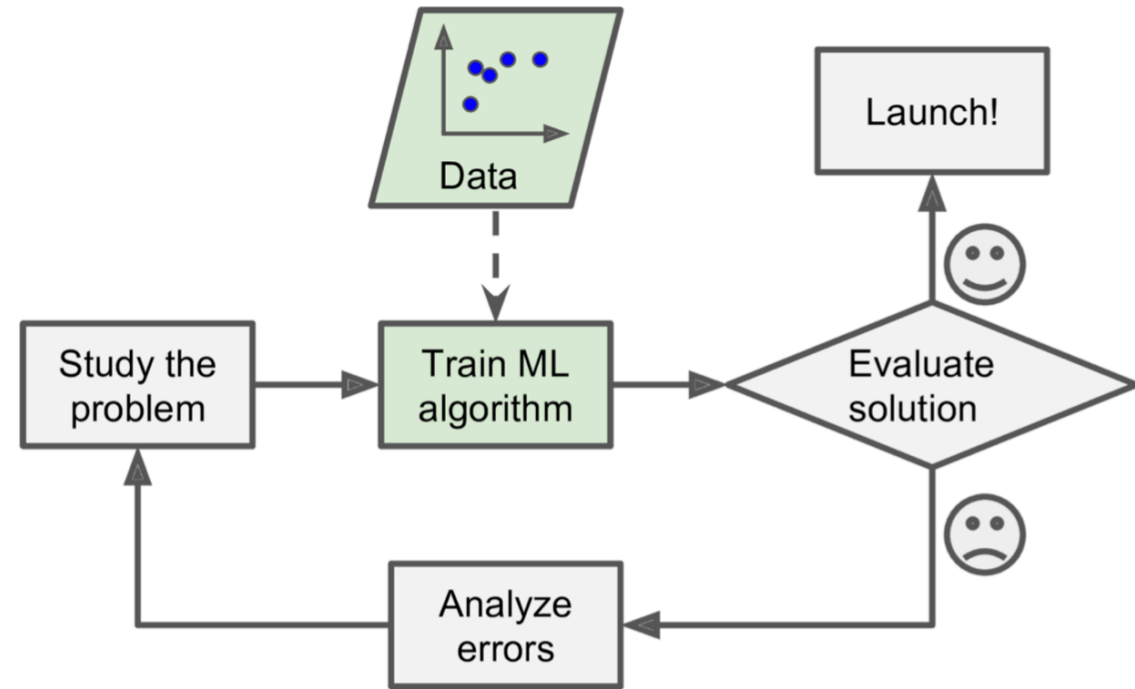 Data
Launch!
Study the
problem
Train ML
algorithm
Evaluate
solution
Analyze
errors